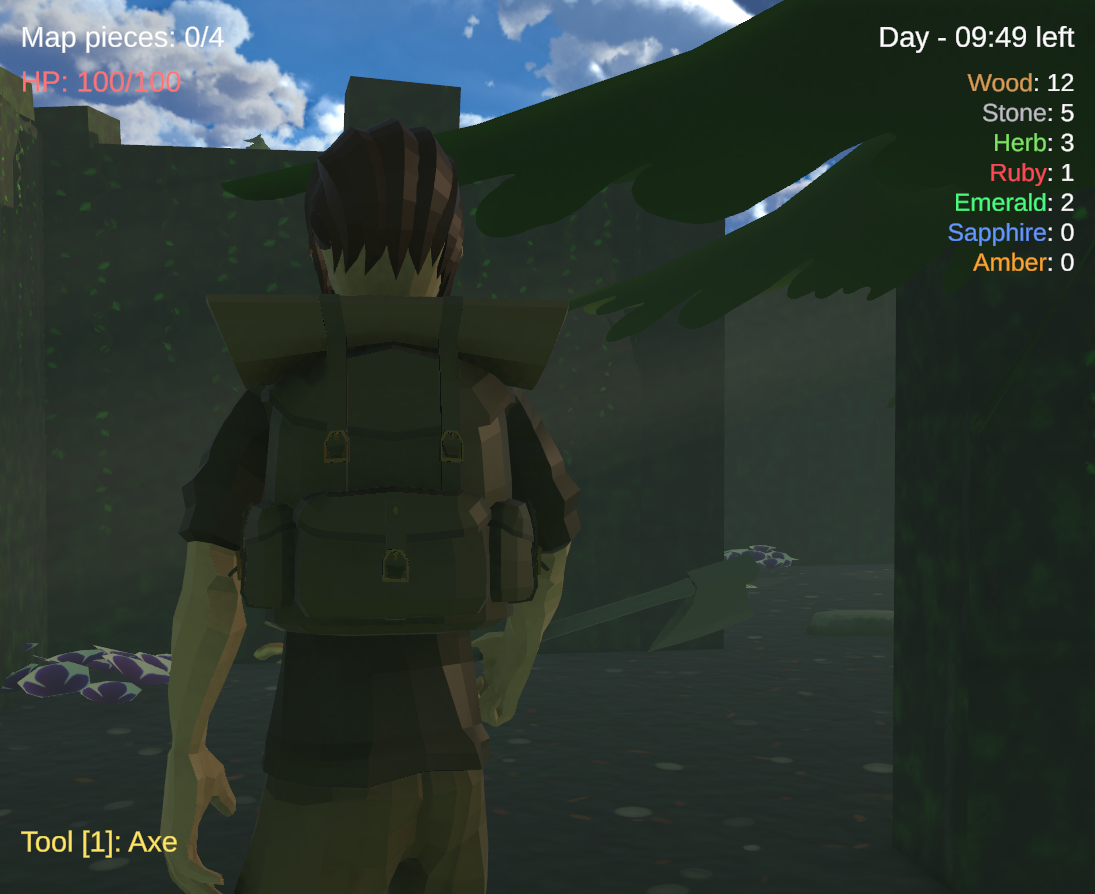 Map pieces: 0/4
HP: 100/100
Day - 09:49 left
Wood: 12
Stone: 5
Herb: 3
Ruby: 1
Emerald: 2
Sapphire: 0
Amber: 0
Tool [1]: Axe